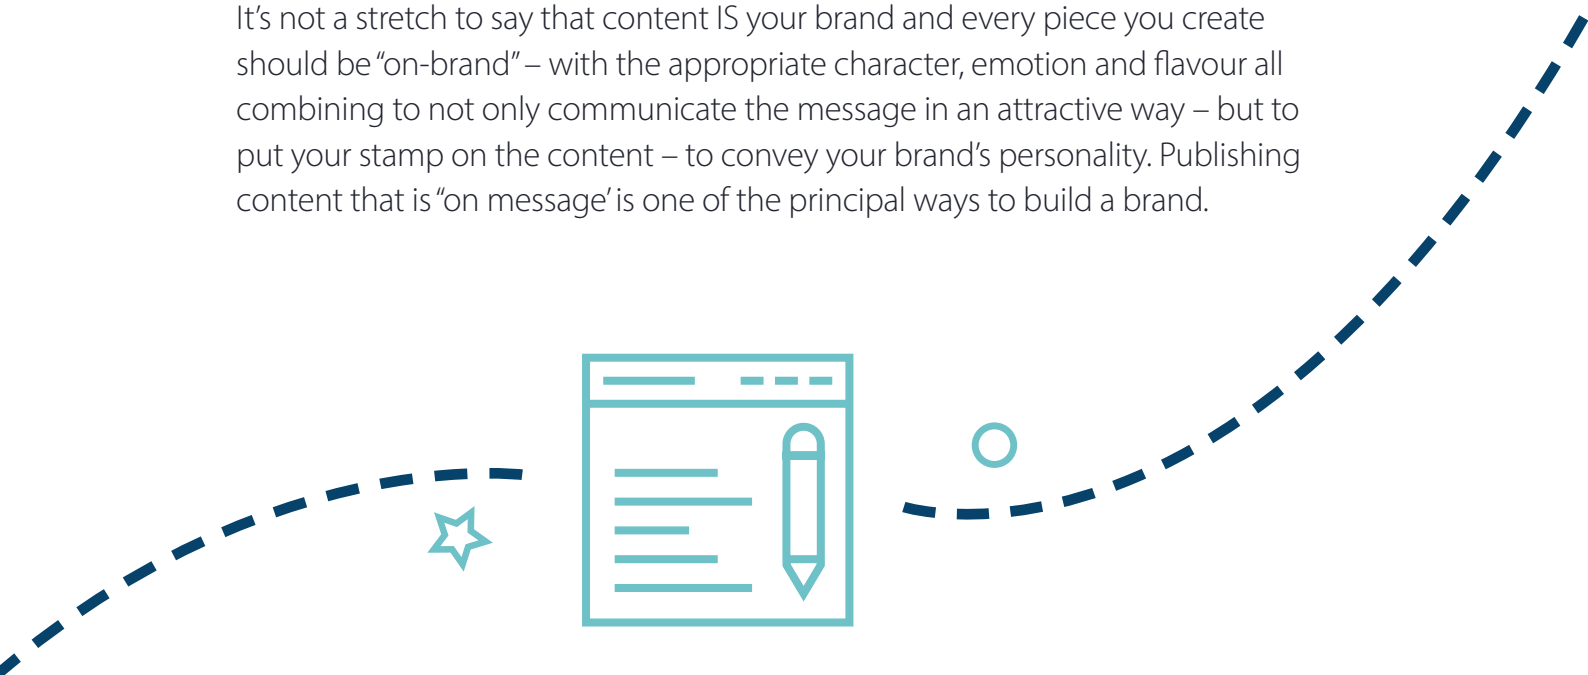 It’s not a stretch to say that content IS your brand and every piece you create
should be “on-brand” – with the appropriate character, emotion and flavour all
combining to not only communicate the message in an attractive way – but to
put your stamp on the content – to convey your brand’s personality. Publishing
content that is “on message’ is one of the principal ways to build a brand.